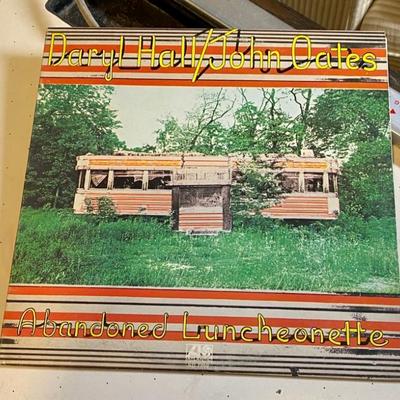 Daryl Hall/John Oates
Abandoned Luncheonette